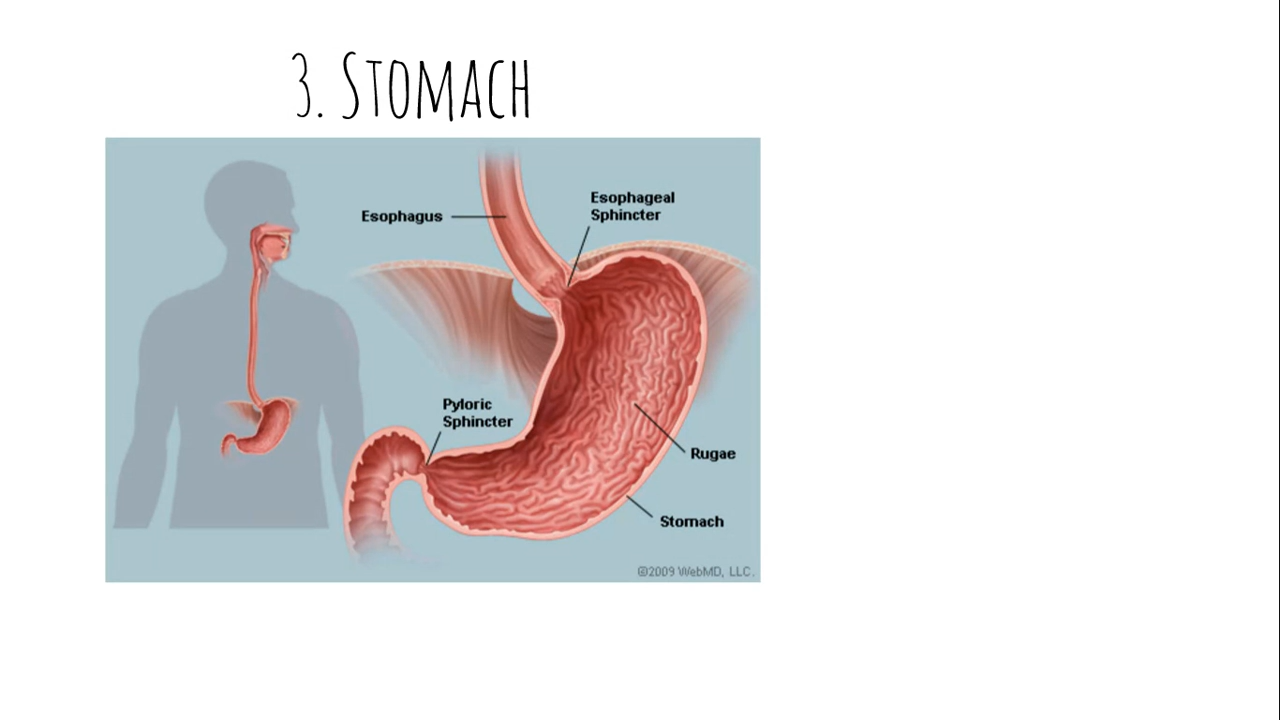 3. Stomach
Esophagus
Esophageal
Sphincter
Pyloric
Sphincter
Rugae
Stomach
©2009 WebMD, LLC.